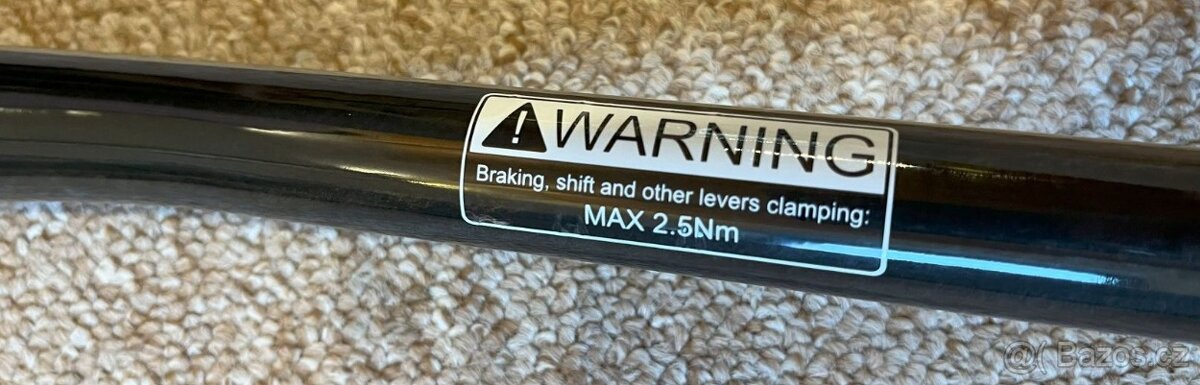 ! WARNING
Braking, shift and other levers clamping:
MAX 2.5Nm
@( Bazos.cz